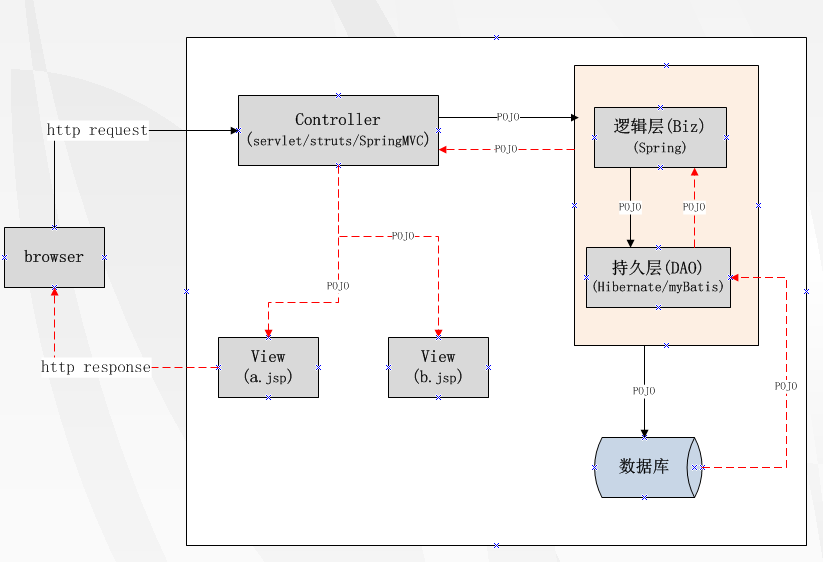 http request
Controller
(servlet/struts/SpringMVC)
POJO
POJO
逻辑层(Biz)
(Spring)
POJO
POJO
browser
POJO
持久层(DAO)
(Hibernate/myBatis)
POJO
View
(a.jsp)
View
(b.jsp)
http response
POJO
POJO
数据库